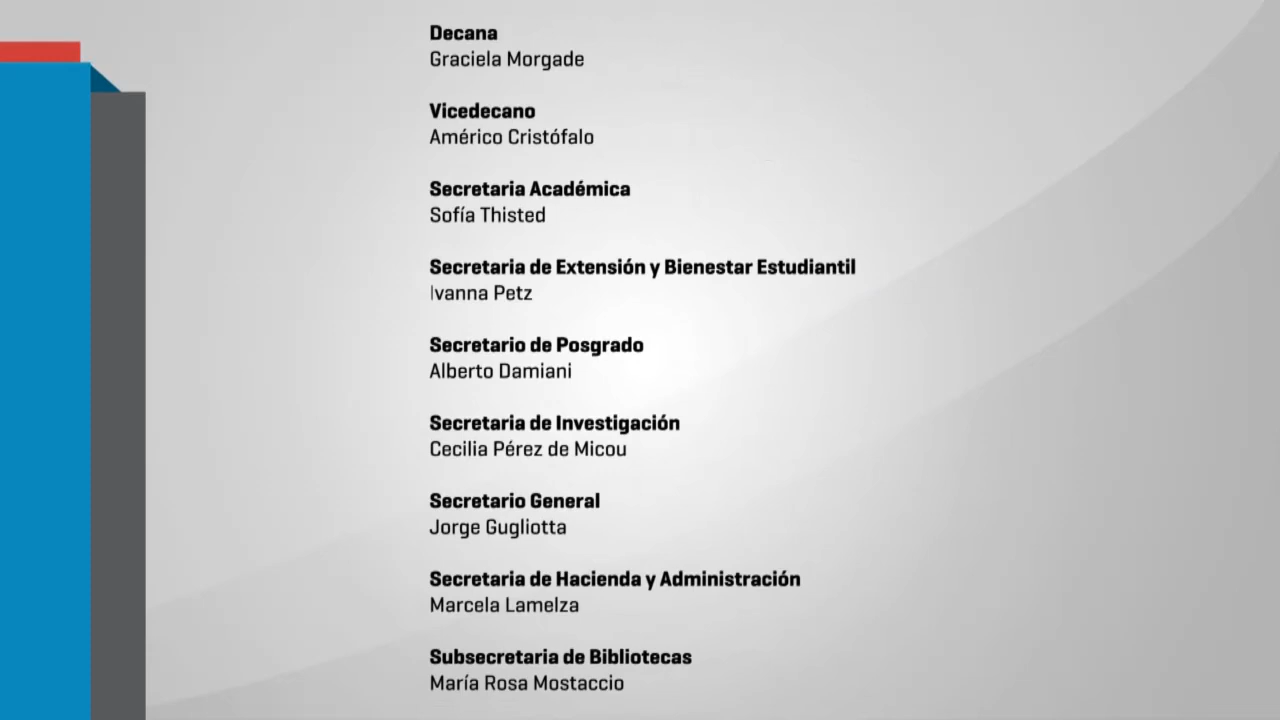 Decana
Graciela Morgade
Vicedecano
Américo Cristófalo
Secretaria Académica
Sofía Thisted
Secretaria de Extensión y Bienestar Estudiantil
Ivanna Petz
Secretario de Posgrado
Alberto Damiani
Secretaria de Investigación
Cecilia Pérez de Micou
Secretario General
Jorge Gugliotta
Secretaria de Hacienda y Administración
Marcela Lamelza
Subsecretaria de Bibliotecas
María Rosa Mostaccio